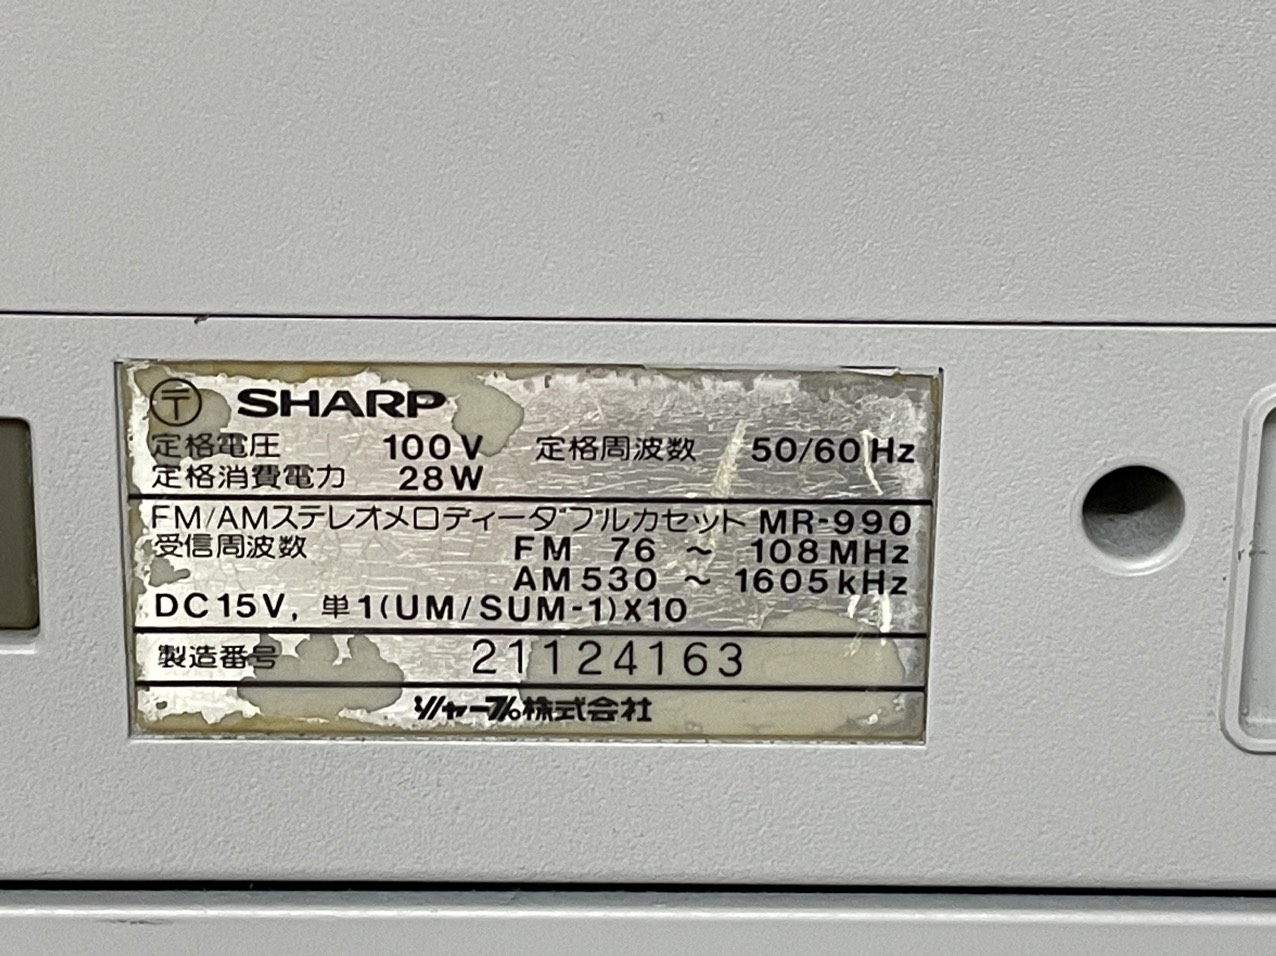 〒 SHARP
定格電圧 100V 定格周波数 50/60Hz
定格消費電力 28W
FM/AMステレオメロディーダブルカセット MR-990
受信周波数 FM 76 ~ 108MHz
AM530 ~ 1605kHz
DC15V, 単1(UM/SUM-1)X10
製造番号 21124163
シャープ株式会社